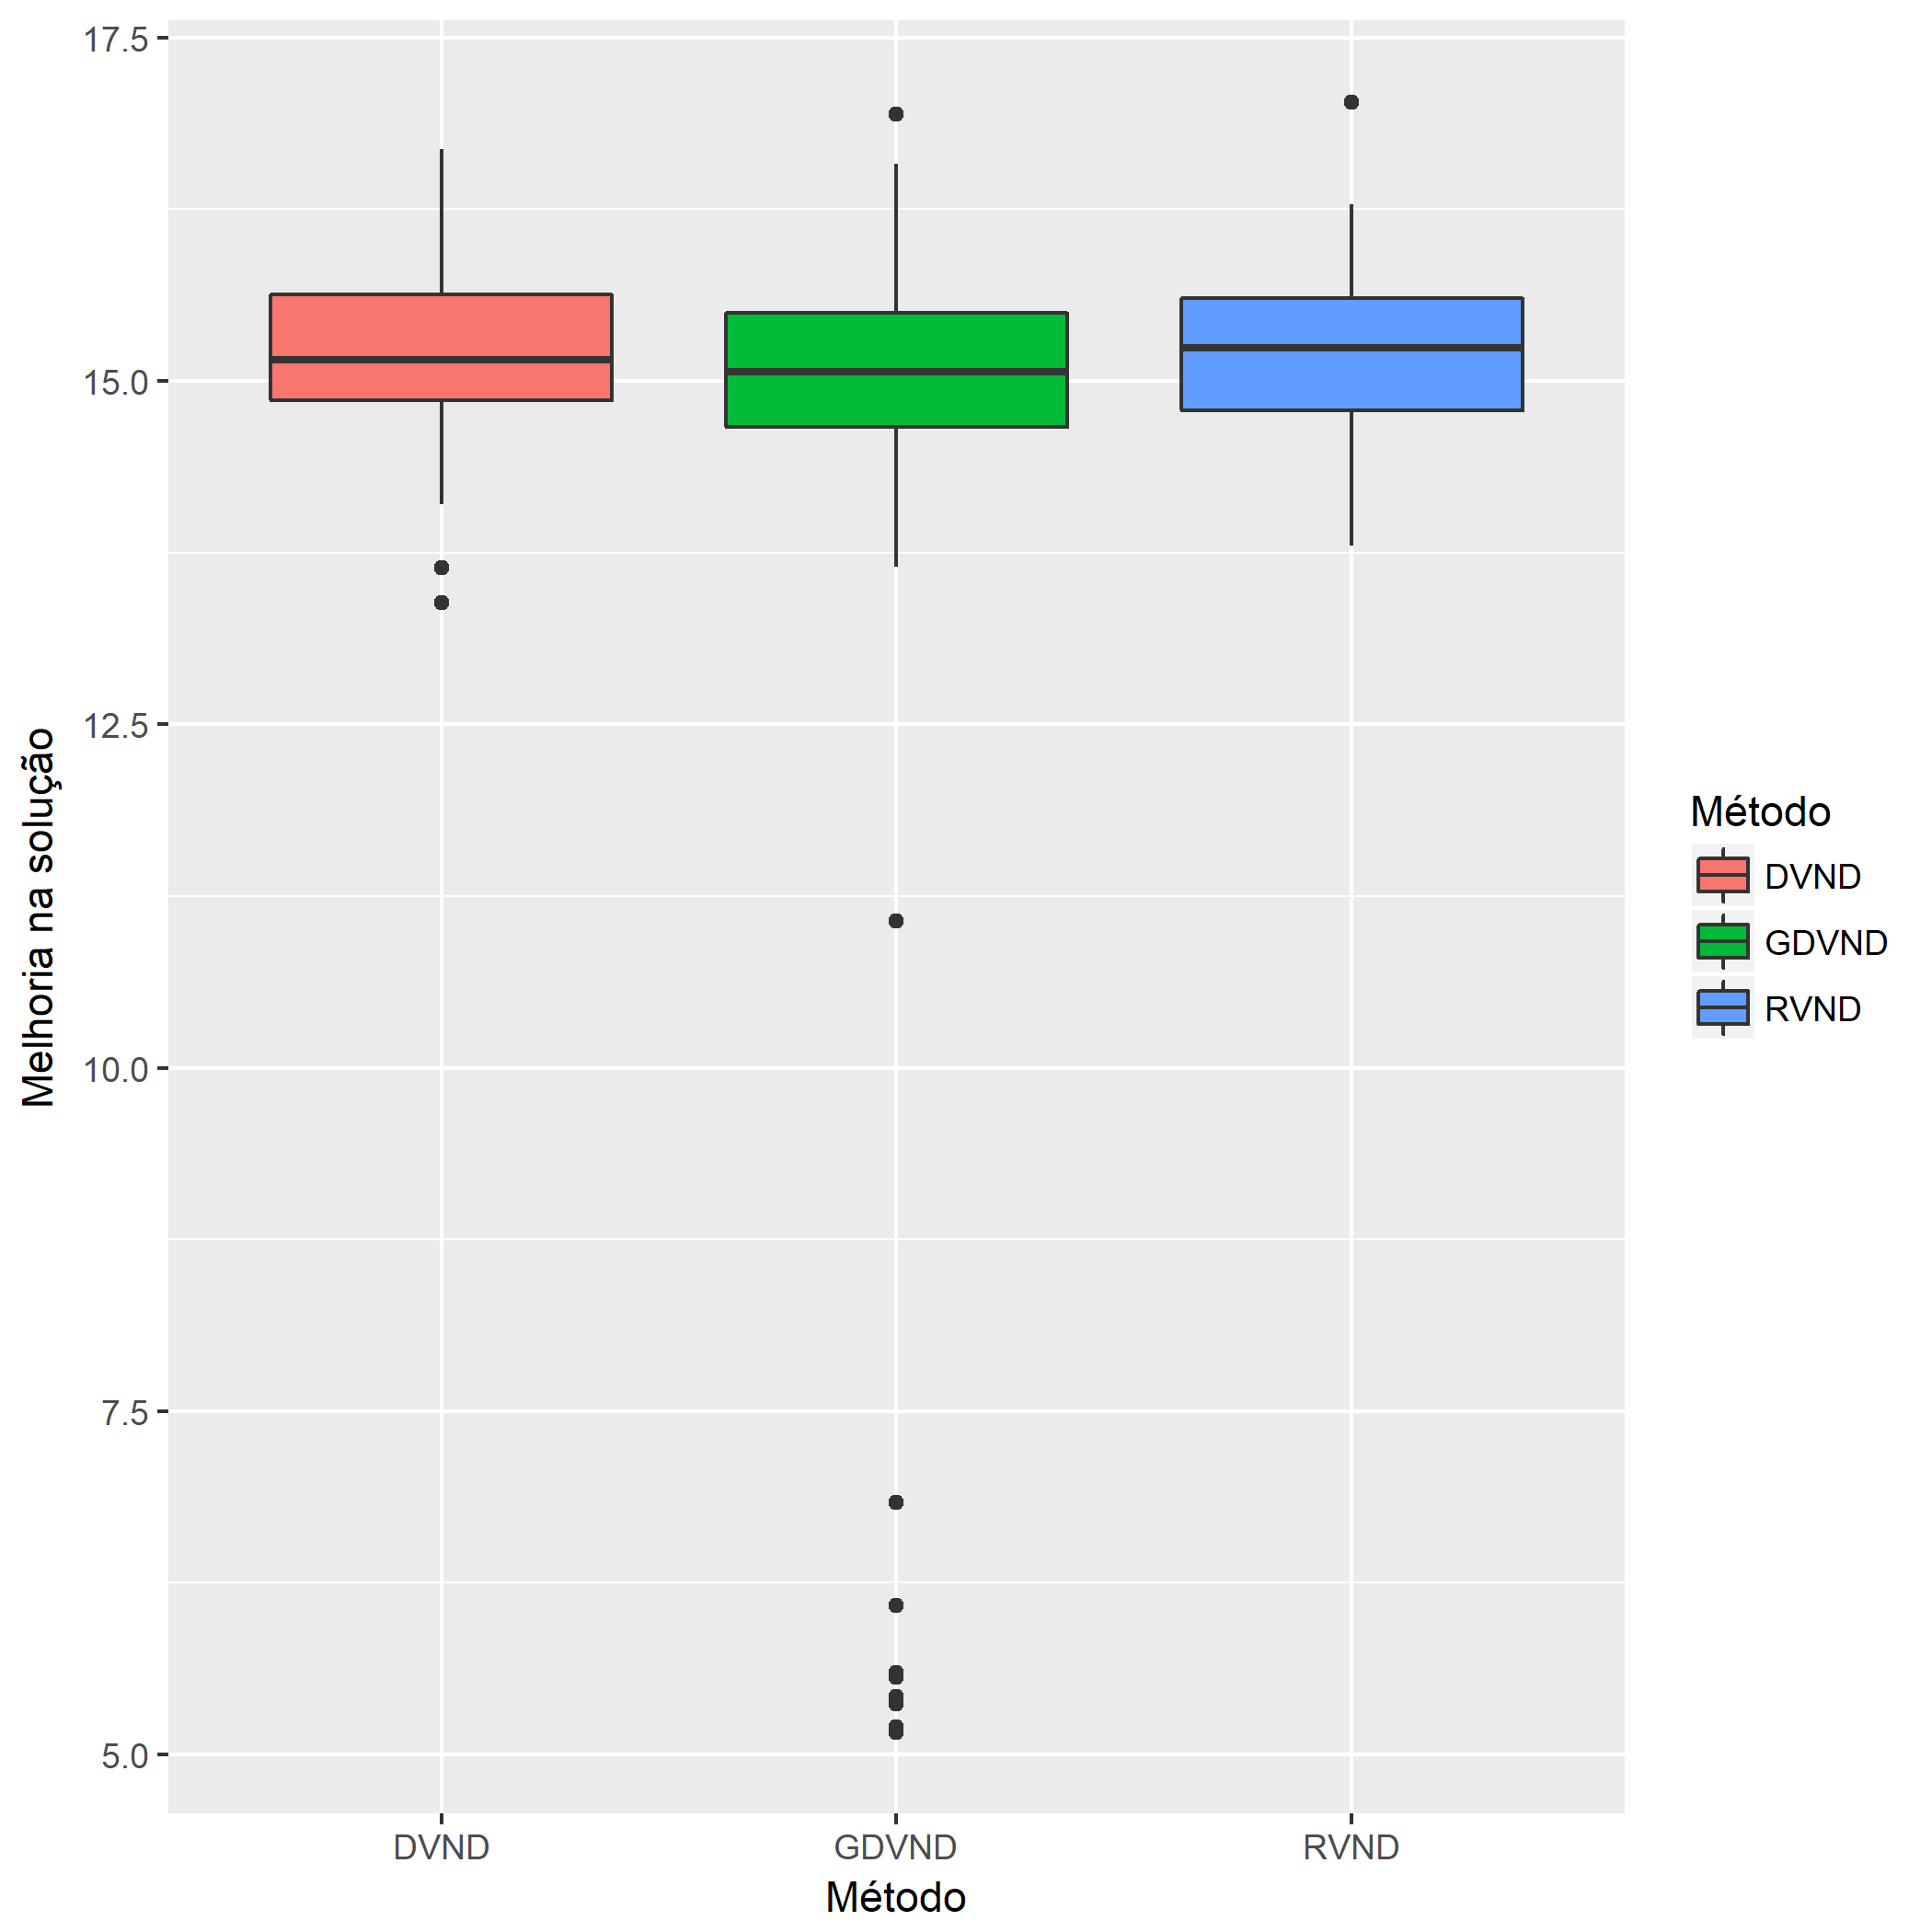 17.5
15.0
12.5
10.0
7.5
5.0
Melhoria na solução
DVND
GDVND
RVND
Método
Método
DVND
GDVND
RVND